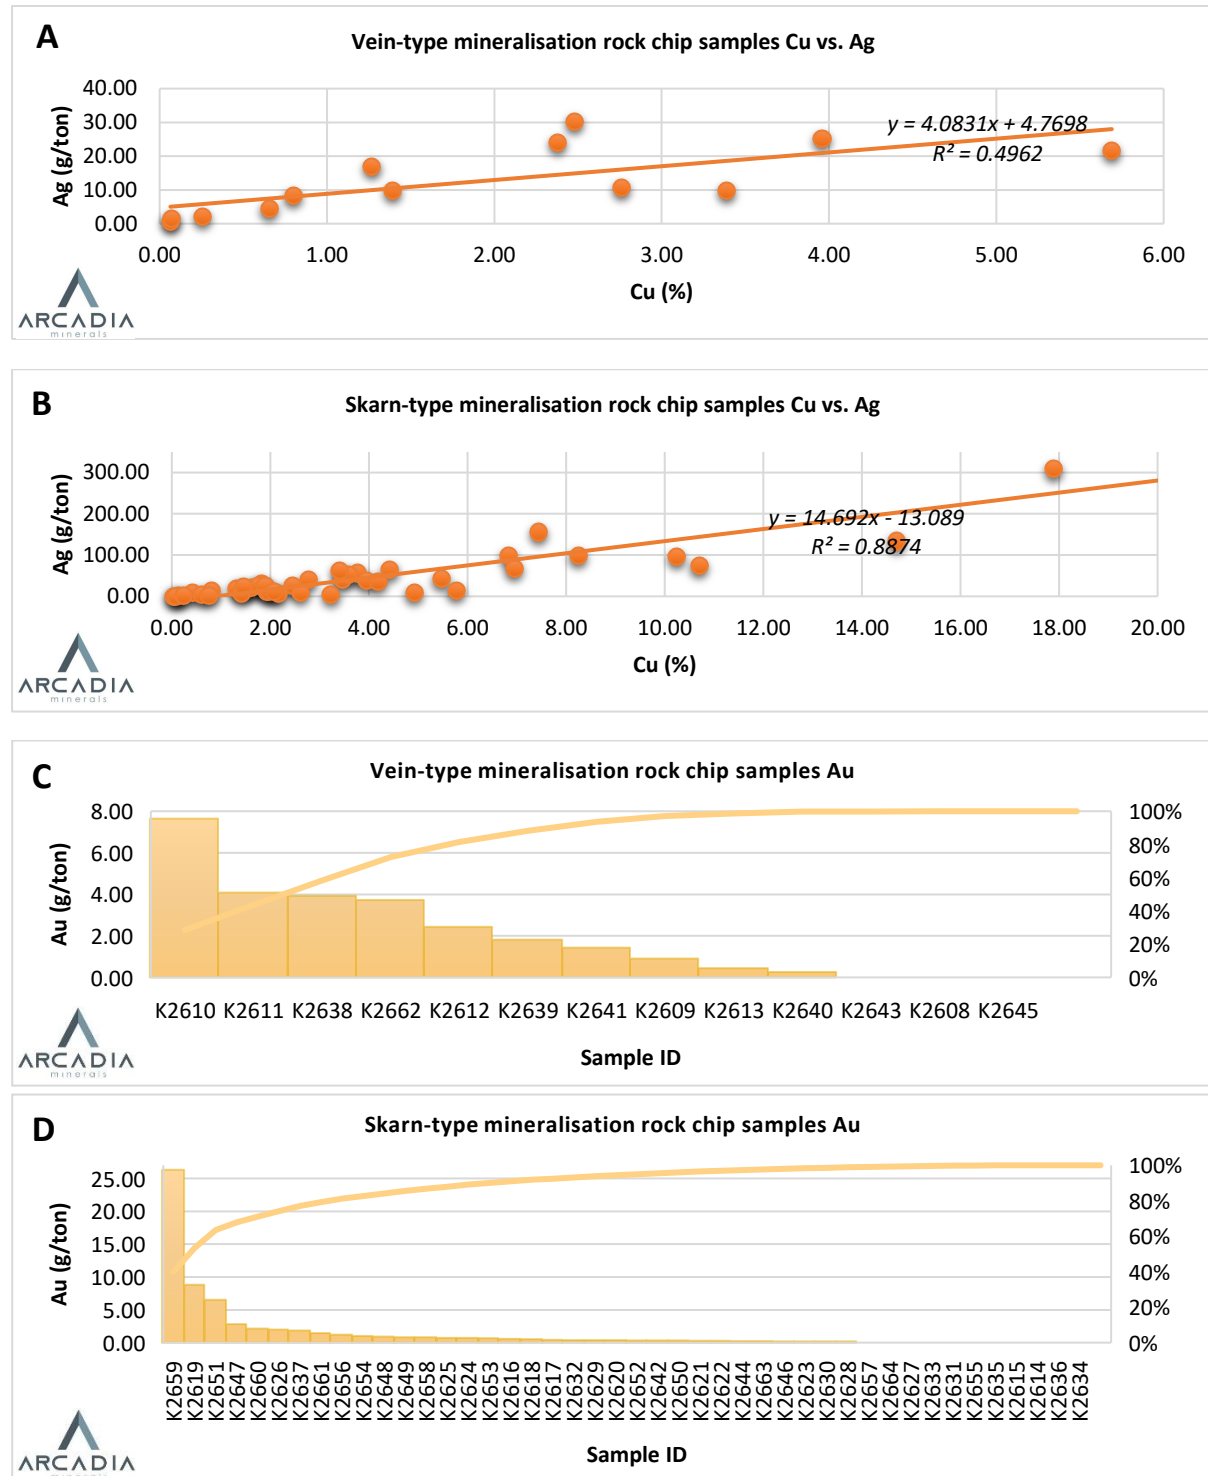 A
Vein-type mineralisation rock chip samples Cu vs. Ag
40.00
30.00
20.00
10.00
0.00
Ag (g/ton)
y = 4.0831x + 4.7698
R² = 0.4962
0.00 1.00 2.00 3.00 4.00 5.00 6.00
Cu (%)
ARCADIA
minerals
B
Skarn-type mineralisation rock chip samples Cu vs. Ag
300.00
200.00
100.00
0.00
Ag (g/ton)
y = 14.692x - 13.089
R² = 0.8874
0.00 2.00 4.00 6.00 8.00 10.00 12.00 14.00 16.00 18.00 20.00
Cu (%)
ARCADIA
minerals
C
Vein-type mineralisation rock chip samples Au
8.00 100%
6.00 80%
4.00 60%
2.00 40%
0.00 20%
0%
Au (g/ton)
K2610 K2611 K2638 K2662 K2612 K2639 K2641 K2609 K2613 K2640 K2643 K2608 K2645
Sample ID
ARCADIA
minerals
D
Skarn-type mineralisation rock chip samples Au
25.00 100%
20.00 80%
15.00 60%
10.00 40%
5.00 20%
0.00 0%
Au (g/ton)
K2659 K2619 K2651 K2647 K2660 K2626 K2637 K2661 K2656 K2654 K2648 K2649 K2658 K2625 K2624 K2653 K2616 K2618 K2617 K2632 K2629 K2620 K2652 K2642 K2650 K2621 K2622 K2644 K2663 K2646 K2623 K2630 K2628 K2657 K2664 K2627 K2633 K2631 K2655 K2635 K2615 K2614 K2636 K2634
Sample ID
ARCADIA
minerals